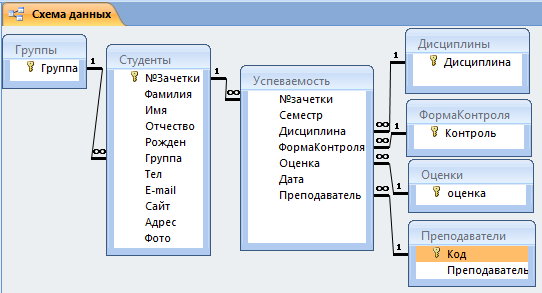 Схема данных
Группы
Группа
1
∞
Студенты
№Зачетки
Фамилия
Имя
Отчество
Рожден
Группа
Тел
E-mail
Сайт
Адрес
Фото
1
∞
Успеваемость
№зачетки
Семестр
Дисциплина
ФормаКонтроля
Оценка
Дата
Преподаватель
∞
∞
∞
∞
1
Дисциплины
Дисциплина
1
ФормаКонтроля
Контроль
1
Оценки
оценка
1
Преподаватели
Код
Преподаватель